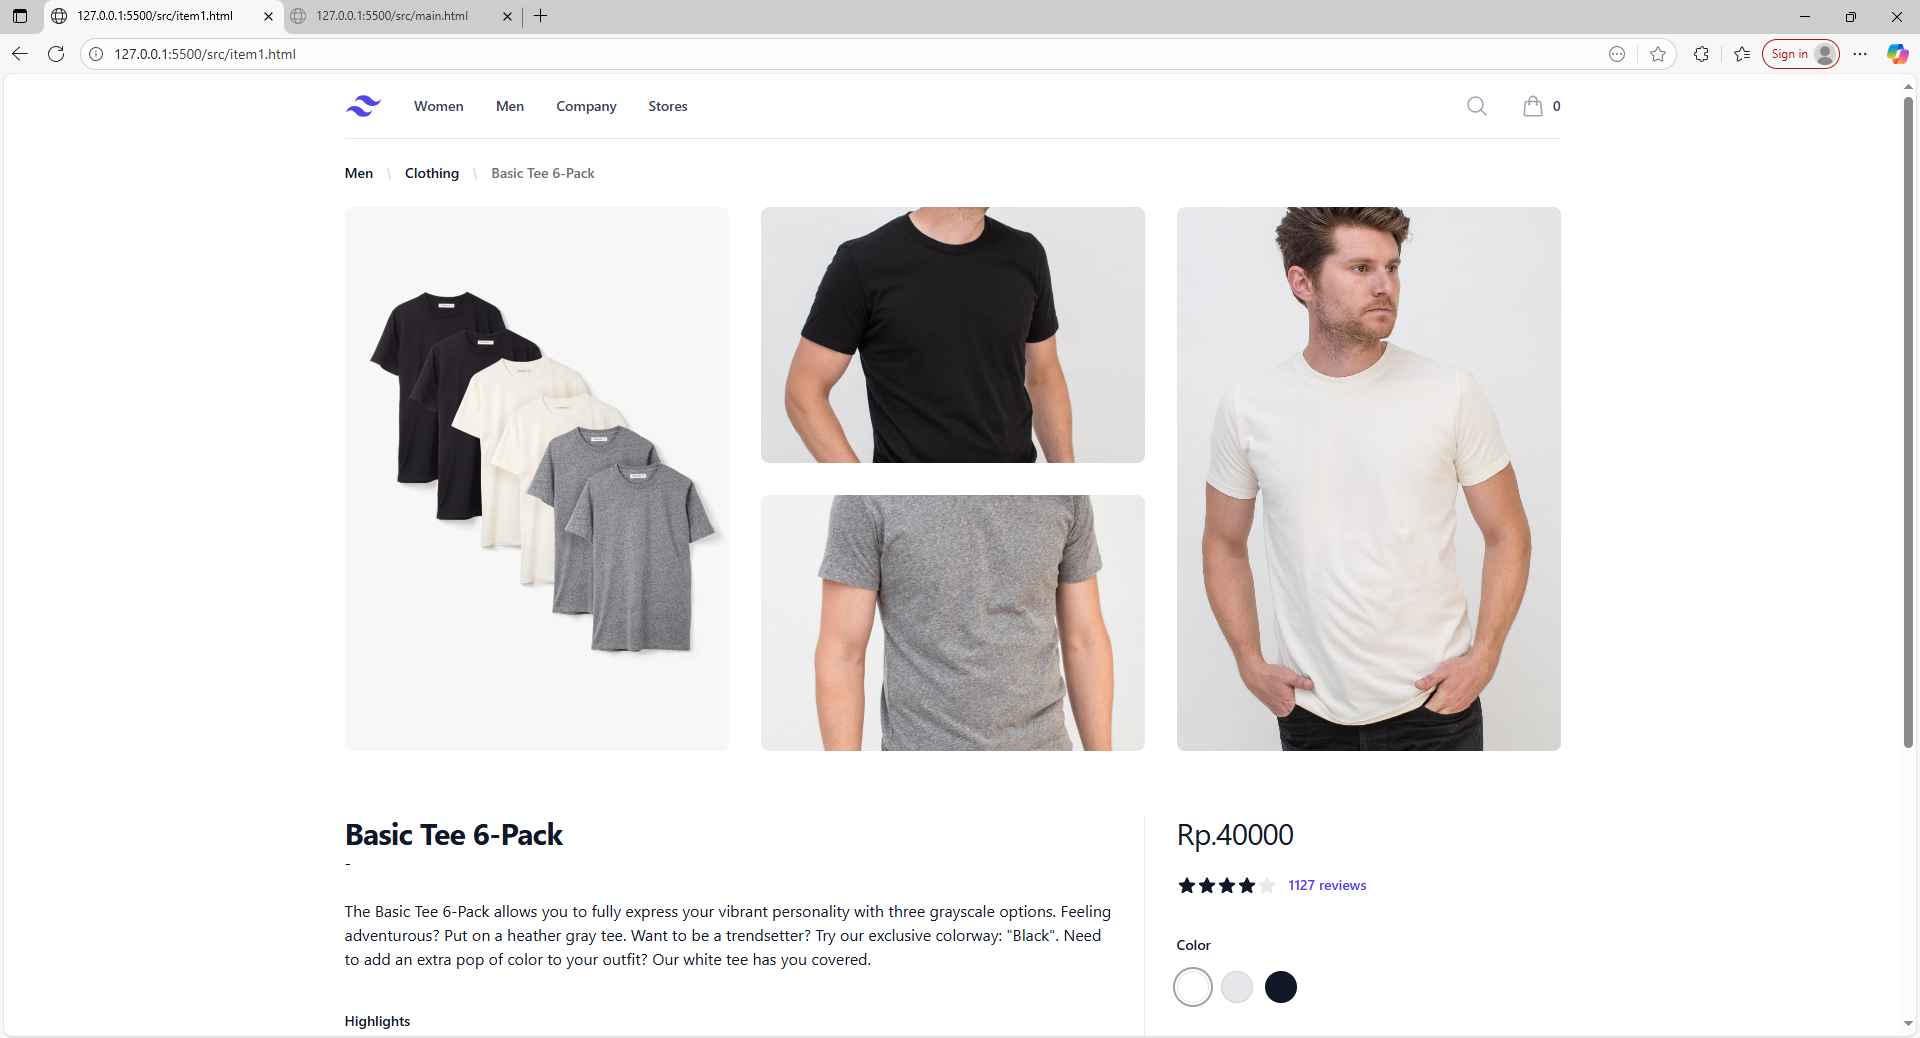 127.0.0.1:5500/src/item1.html
127.0.0.1:5500/src/main.html
127.0.0.1:5500/src/item1.html
Sign in
Women Men Company Stores
0
Men \ Clothing \ Basic Tee 6-Pack
Basic Tee 6-Pack
-
The Basic Tee 6-Pack allows you to fully express your vibrant personality with three grayscale options. Feeling
adventurous? Put on a heather gray tee. Want to be a trendsetter? Try our exclusive colorway: "Black". Need
to add an extra pop of color to your outfit? Our white tee has you covered.
Highlights
Rp.40000
1127 reviews
Color